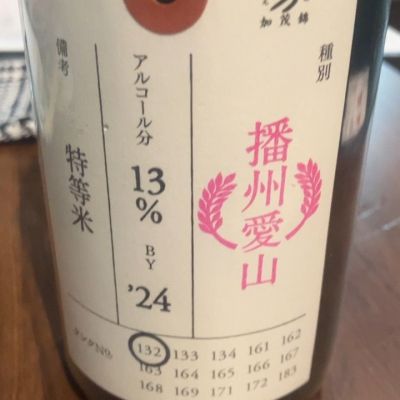 加茂錦
種別
播州愛山
アルコール分
13%
BY
'24
備考
特等米
タンクNo.
132 133 134 161 162
163 164 165 166 167
168 169 171 172 183